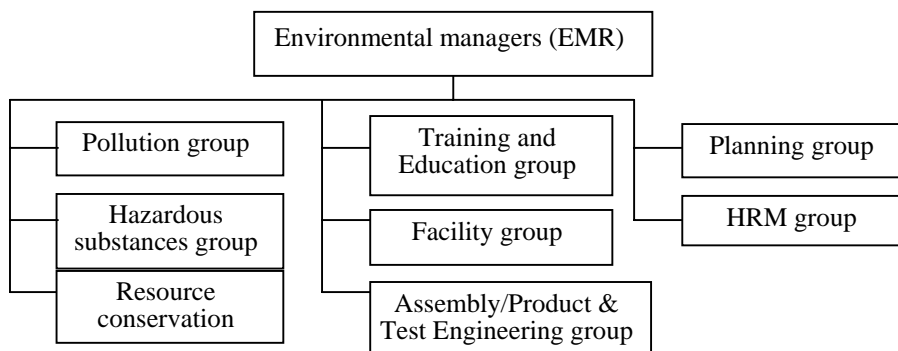 Environmental managers (EMR)
Pollution group
Hazardous
substances group
Resource
conservation
Training and
Education group
Facility group
Assembly/Product &
Test Engineering group
Planning group
HRM group